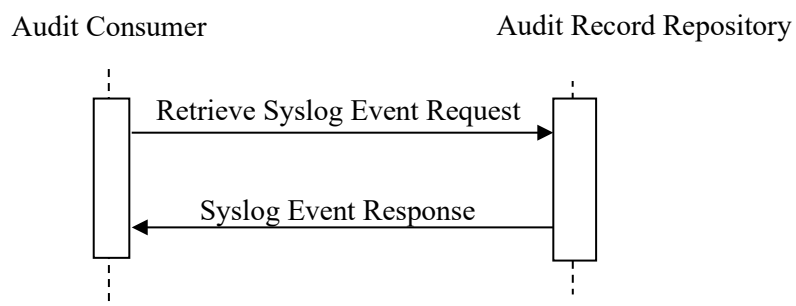 Audit Consumer
Audit Record Repository
Retrieve Syslog Event Request
Syslog Event Response